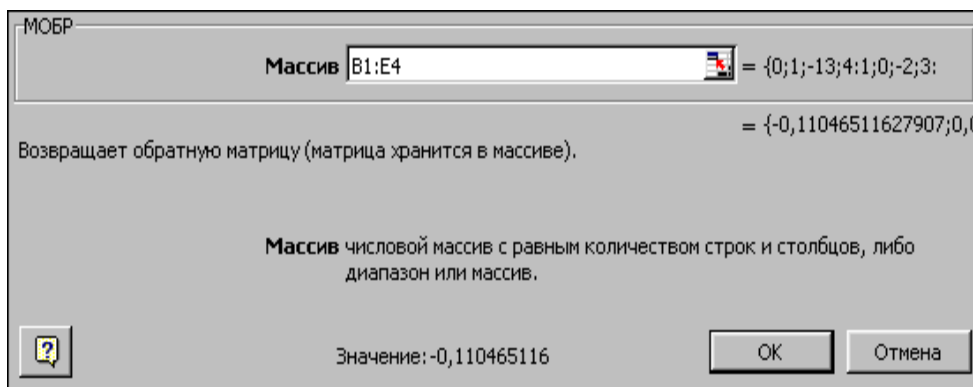 МОБР
Массив B1:E4 = {0;1;-13;4:1;0;-2;3:
= {-0,11046511627907;0,0
Возвращает обратную матрицу (матрица хранится в массиве).
Массив числовой массив с равным количеством строк и столбцов, либо
диапазон или массив.
Значение:-0,110465116
OK
Отмена